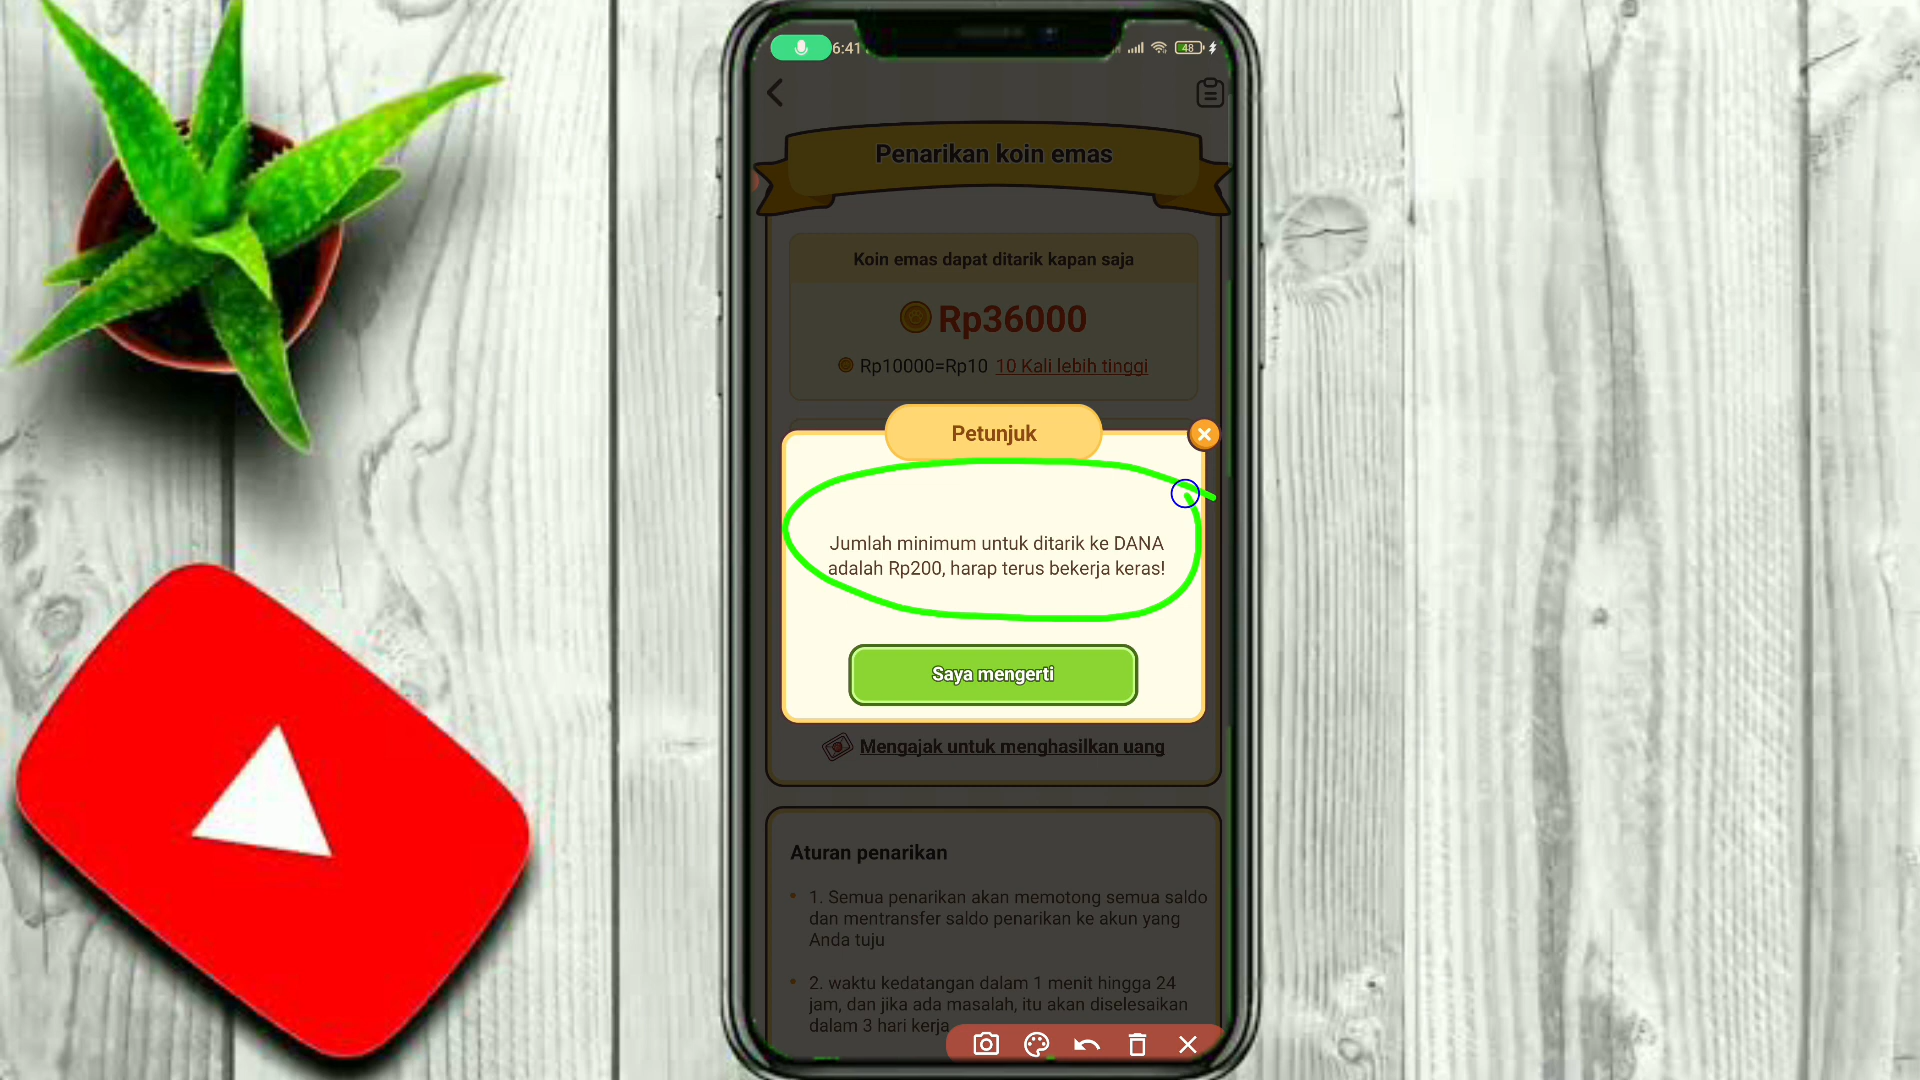 6:41
48
Penarikan koin emas
Koin emas dapat ditarik kapan saja
Rp36000
Rp10000=Rp10 10 Kali lebih tinggi
Petunjuk
Jumlah minimum untuk ditarik ke DANA
adalah Rp200, harap terus bekerja keras!
Saya mengerti
Mengajak untuk menghasilkan uang
Aturan penarikan
1. Semua penarikan akan memotong semua saldo
dan mentransfer saldo penarikan ke akun yang
Anda tuju
2. waktu kedatangan dalam 1 menit hingga 24
jam, dan jika ada masalah, itu akan diselesaikan
dalam 3 hari kerja